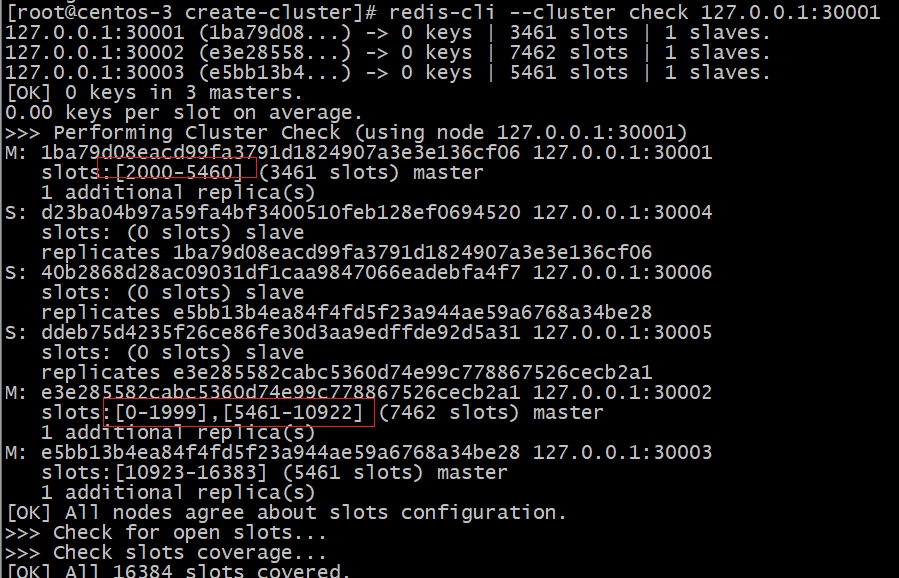 [root@centos-3 create-cluster]# redis-cli --cluster check 127.0.0.1:30001
127.0.0.1:30001 (1ba79d08...) -> 0 keys | 3461 slots | 1 slaves.
127.0.0.1:30002 (e3e28558...) -> 0 keys | 7462 slots | 1 slaves.
127.0.0.1:30003 (e5bb13b4...) -> 0 keys | 5461 slots | 1 slaves.
[OK] 0 keys in 3 masters.
0.00 keys per slot on average.
>>> Performing Cluster Check (using node 127.0.0.1:30001)
M: 1ba79d08eacd99fa3791d1824907a3e3e136cf06 127.0.0.1:30001
   slots:[2000-5460] (3461 slots) master
   1 additional replica(s)
S: d23ba04b97a59fa4bf3400510feb128ef0694520 127.0.0.1:30004
   slots: (0 slots) slave
   replicates 1ba79d08eacd99fa3791d1824907a3e3e136cf06
S: 40b2868d28ac09031df1caa9847066eadebfa4f7 127.0.0.1:30006
   slots: (0 slots) slave
   replicates e5bb13b4ea84f4fd5f23a944ae59a6768a34be28
S: ddeb75d4235f26ce86fe30d3aa9edffde92d5a31 127.0.0.1:30005
   slots: (0 slots) slave
   replicates e3e285582cabc5360d74e99c778867526cecb2a1
M: e3e285582cabc5360d74e99c778867526cecb2a1 127.0.0.1:30002
   slots:[0-1999],[5461-10922] (7462 slots) master
   1 additional replica(s)
M: e5bb13b4ea84f4fd5f23a944ae59a6768a34be28 127.0.0.1:30003
   slots:[10923-16383] (5461 slots) master
   1 additional replica(s)
[OK] All nodes agree about slots configuration.
>>> Check for open slots...
>>> Check slots coverage...
[OK] All 16384 slots covered.